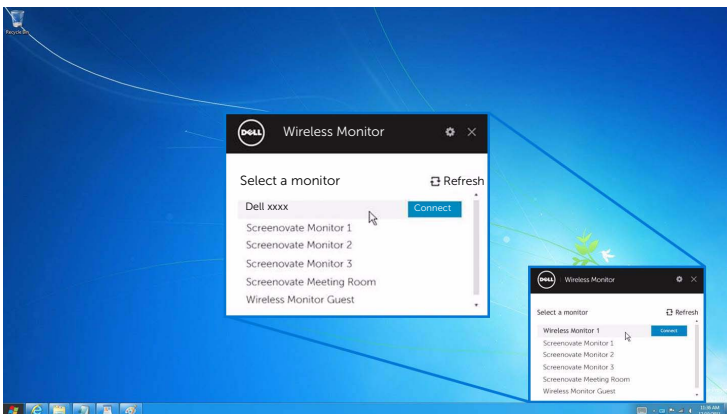 Recycle Bin
DELL
Wireless Monitor
Select a monitor
Refresh
Dell xxxx
Connect
Screenovate Monitor 1
Screenovate Monitor 2
Screenovate Monitor 3
Screenovate Meeting Room
Wireless Monitor Guest
DELL
Wireless Monitor
Select a monitor
Refresh
Wireless Monitor 1
Connect
Screenovate Monitor 1
Screenovate Monitor 2
Screenovate Monitor 3
Screenovate Meeting Room
Wireless Monitor Guest